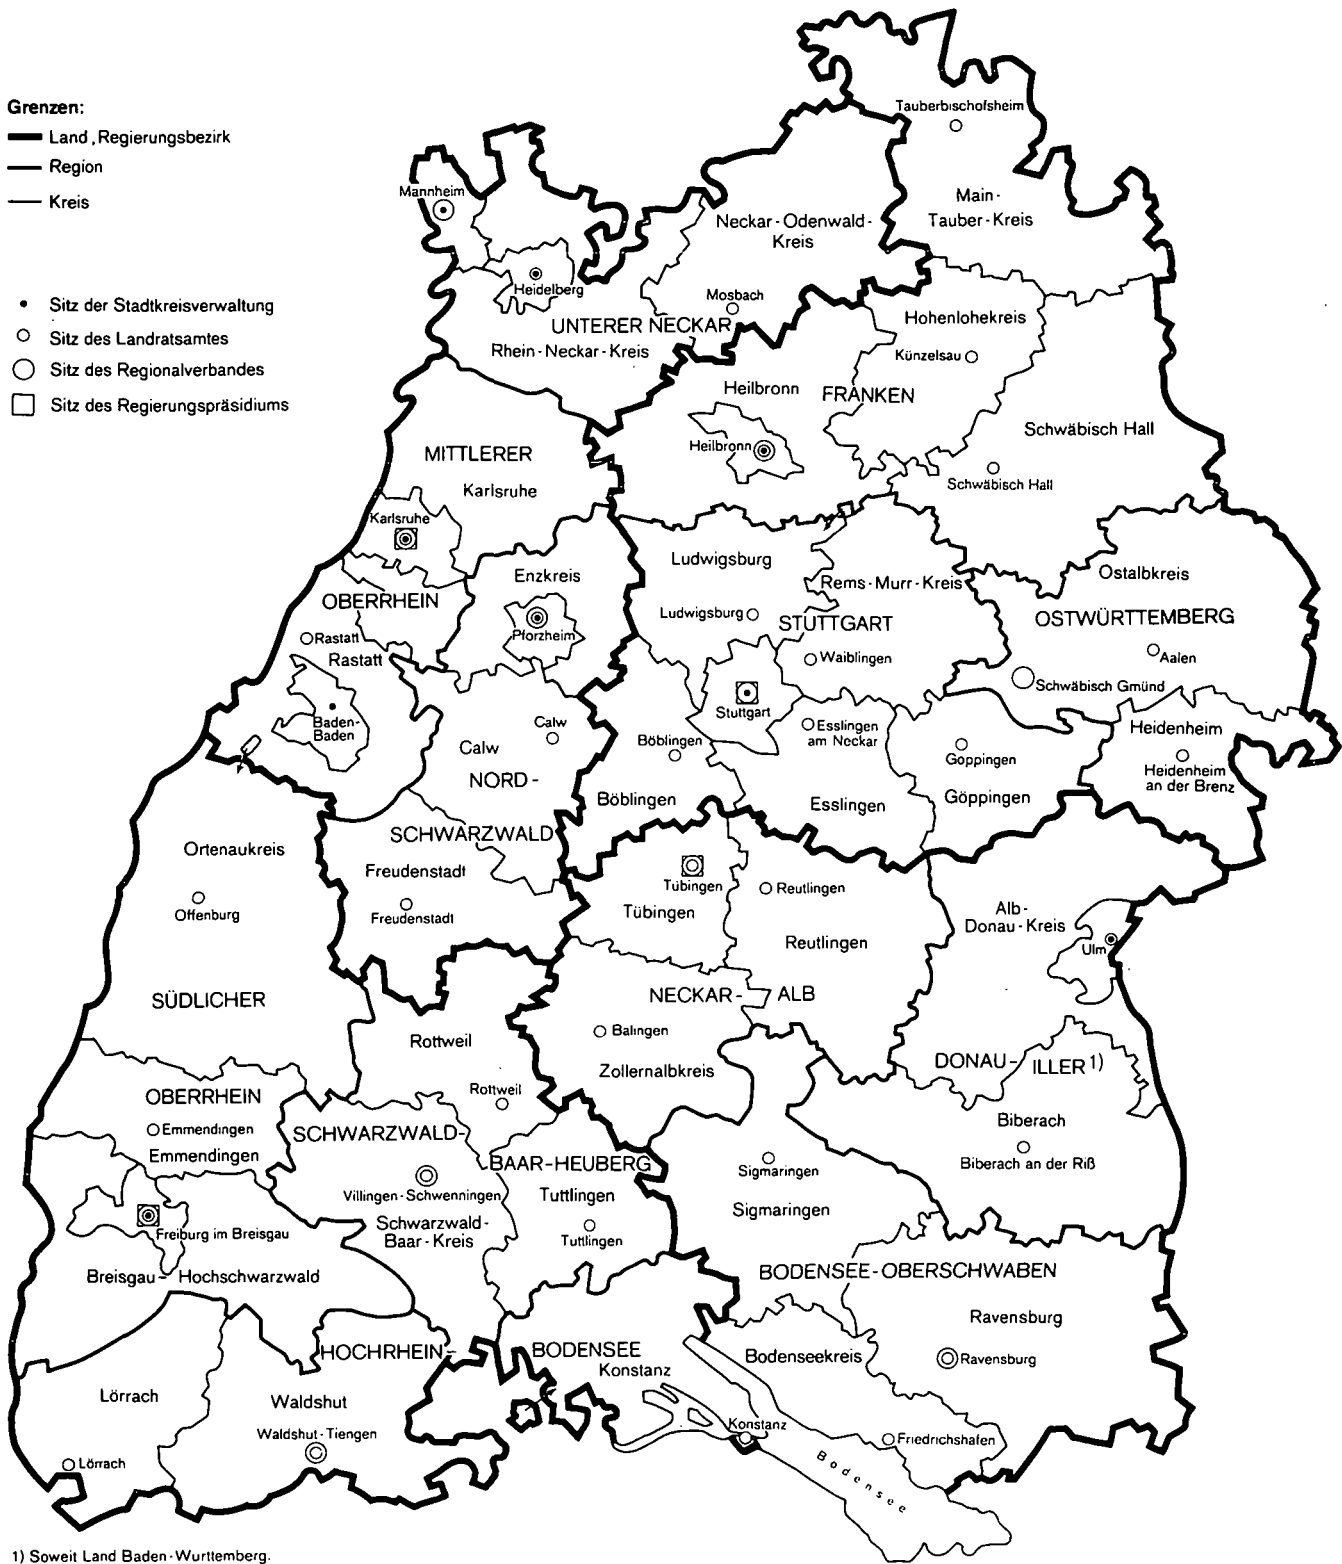 Grenzen:
Land, Regierungsbezirk
Region
Kreis
Sitz der Stadtkreisverwaltung
Sitz des Landratsamtes
Sitz des Regionalverbandes
Sitz des Regierungspräsidiums
Tauberbischofsheim
Main-
Tauber-Kreis
Mannheim
Neckar-Odenwald-
Kreis
Heidelberg
Mosbach
UNTERER NECKAR
Rhein-Neckar-Kreis
Hohenlohekreis
Künzelsau
Heilbronn
FRANKEN
Heilbronn
Schwäbisch Hall
Schwäbisch Hall
MITTLERER
Karlsruhe
Karlsruhe
Enzkreis
Pforzheim
OBERRHEIN
Rastatt
Rastatt
Baden-
Baden
Ludwigsburg
Ludwigsburg
Rems-Murr-Kreis
STUTTGART
Waiblingen
Stuttgart
Ostalbkreis
OSTWÜRTTEMBERG
Aalen
Schwäbisch Gmünd
Heidenheim
Heidenheim
an der Brenz
Calw
Calw
NORD-
SCHWARZWALD
Böblingen
Böblingen
Esslingen
am Neckar
Esslingen
Göppingen
Göppingen
Freudenstadt
Freudenstadt
Ortenaukreis
Offenburg
SÜDLICHER
Tübingen
Tübingen
Reutlingen
Reutlingen
Alb-
Donau-Kreis
Ulm
NECKAR-ALB
Balingen
Zollernalbkreis
DONAU-ILLER 1)
Biberach
Biberach an der Riß
Rottweil
Rottweil
OBERRHEIN
Emmendingen
Emmendingen
SCHWARZWALD-
BAAR-HEUBERG
Villingen-Schwenningen
Schwarzwald-
Baar-Kreis
Tuttlingen
Tuttlingen
Sigmaringen
Sigmaringen
Freiburg im Breisgau
Breisgau-Hochschwarzwald
BODENSEE-OBERSCHWABEN
Ravensburg
Ravensburg
Bodenseekreis
HOCHRHEIN-
BODENSEE
Konstanz
Konstanz
Lörrach
Lörrach
Waldshut
Waldshut-Tiengen
Friedrichshafen
Bodensee
1) Soweit Land Baden-Wurttemberg.